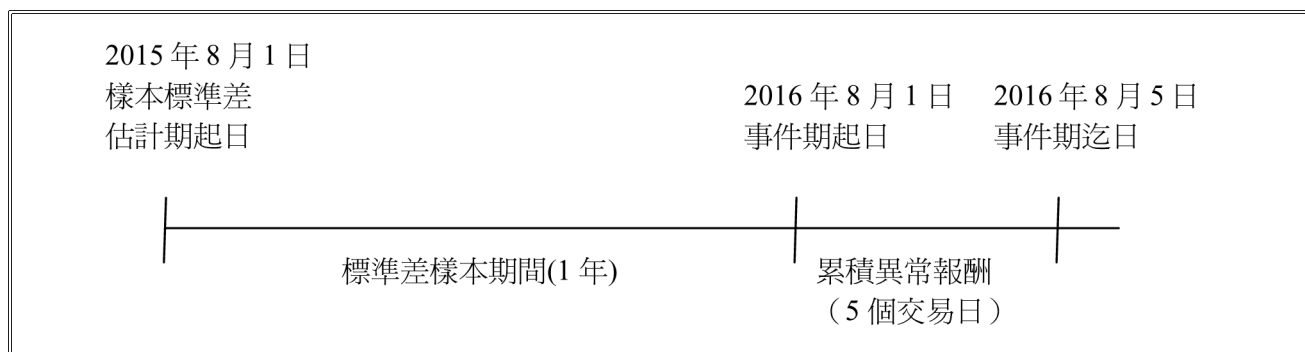 2015 年 8 月 1 日
樣本標準差
估計期起日
2016 年 8 月 1 日
事件期起日
2016 年 8 月 5 日
事件期迄日
標準差樣本期間(1 年)
累積異常報酬
（5 個交易日）